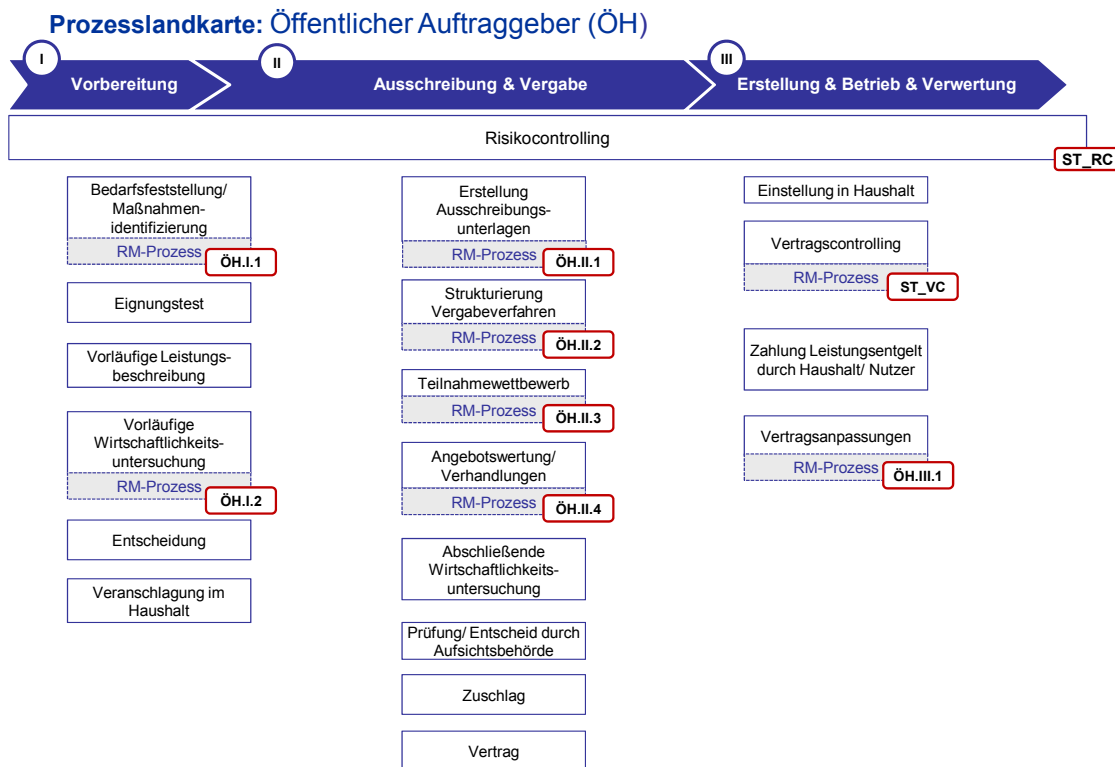 Prozesslandkarte: Öffentlicher Auftraggeber (ÖH)
I
II
III
Vorbereitung
Ausschreibung & Vergabe
Erstellung & Betrieb & Verwertung
Risikocontrolling
ST_RC
Bedarfsfeststellung/
Maßnahmen-
identifizierung
RM-Prozess
ÖH.I.1
Eignungstest
Vorläufige Leistungs-
beschreibung
Vorläufige
Wirtschaftlichkeits-
untersuchung
RM-Prozess
ÖH.I.2
Entscheidung
Veranschlagung im
Haushalt
Erstellung
Ausschreibungs-
unterlagen
RM-Prozess
ÖH.II.1
Strukturierung
Vergabeverfahren
RM-Prozess
ÖH.II.2
Teilnahmewettbewerb
RM-Prozess
ÖH.II.3
Angebotswertung/
Verhandlungen
RM-Prozess
ÖH.II.4
Abschließende
Wirtschaftlichkeits-
untersuchung
Prüfung/ Entscheid durch
Aufsichtsbehörde
Zuschlag
Vertrag
Einstellung in Haushalt
Vertragscontrolling
RM-Prozess
ST_VC
Zahlung Leistungsentgelt
durch Haushalt/ Nutzer
Vertragsanpassungen
RM-Prozess
ÖH.III.1